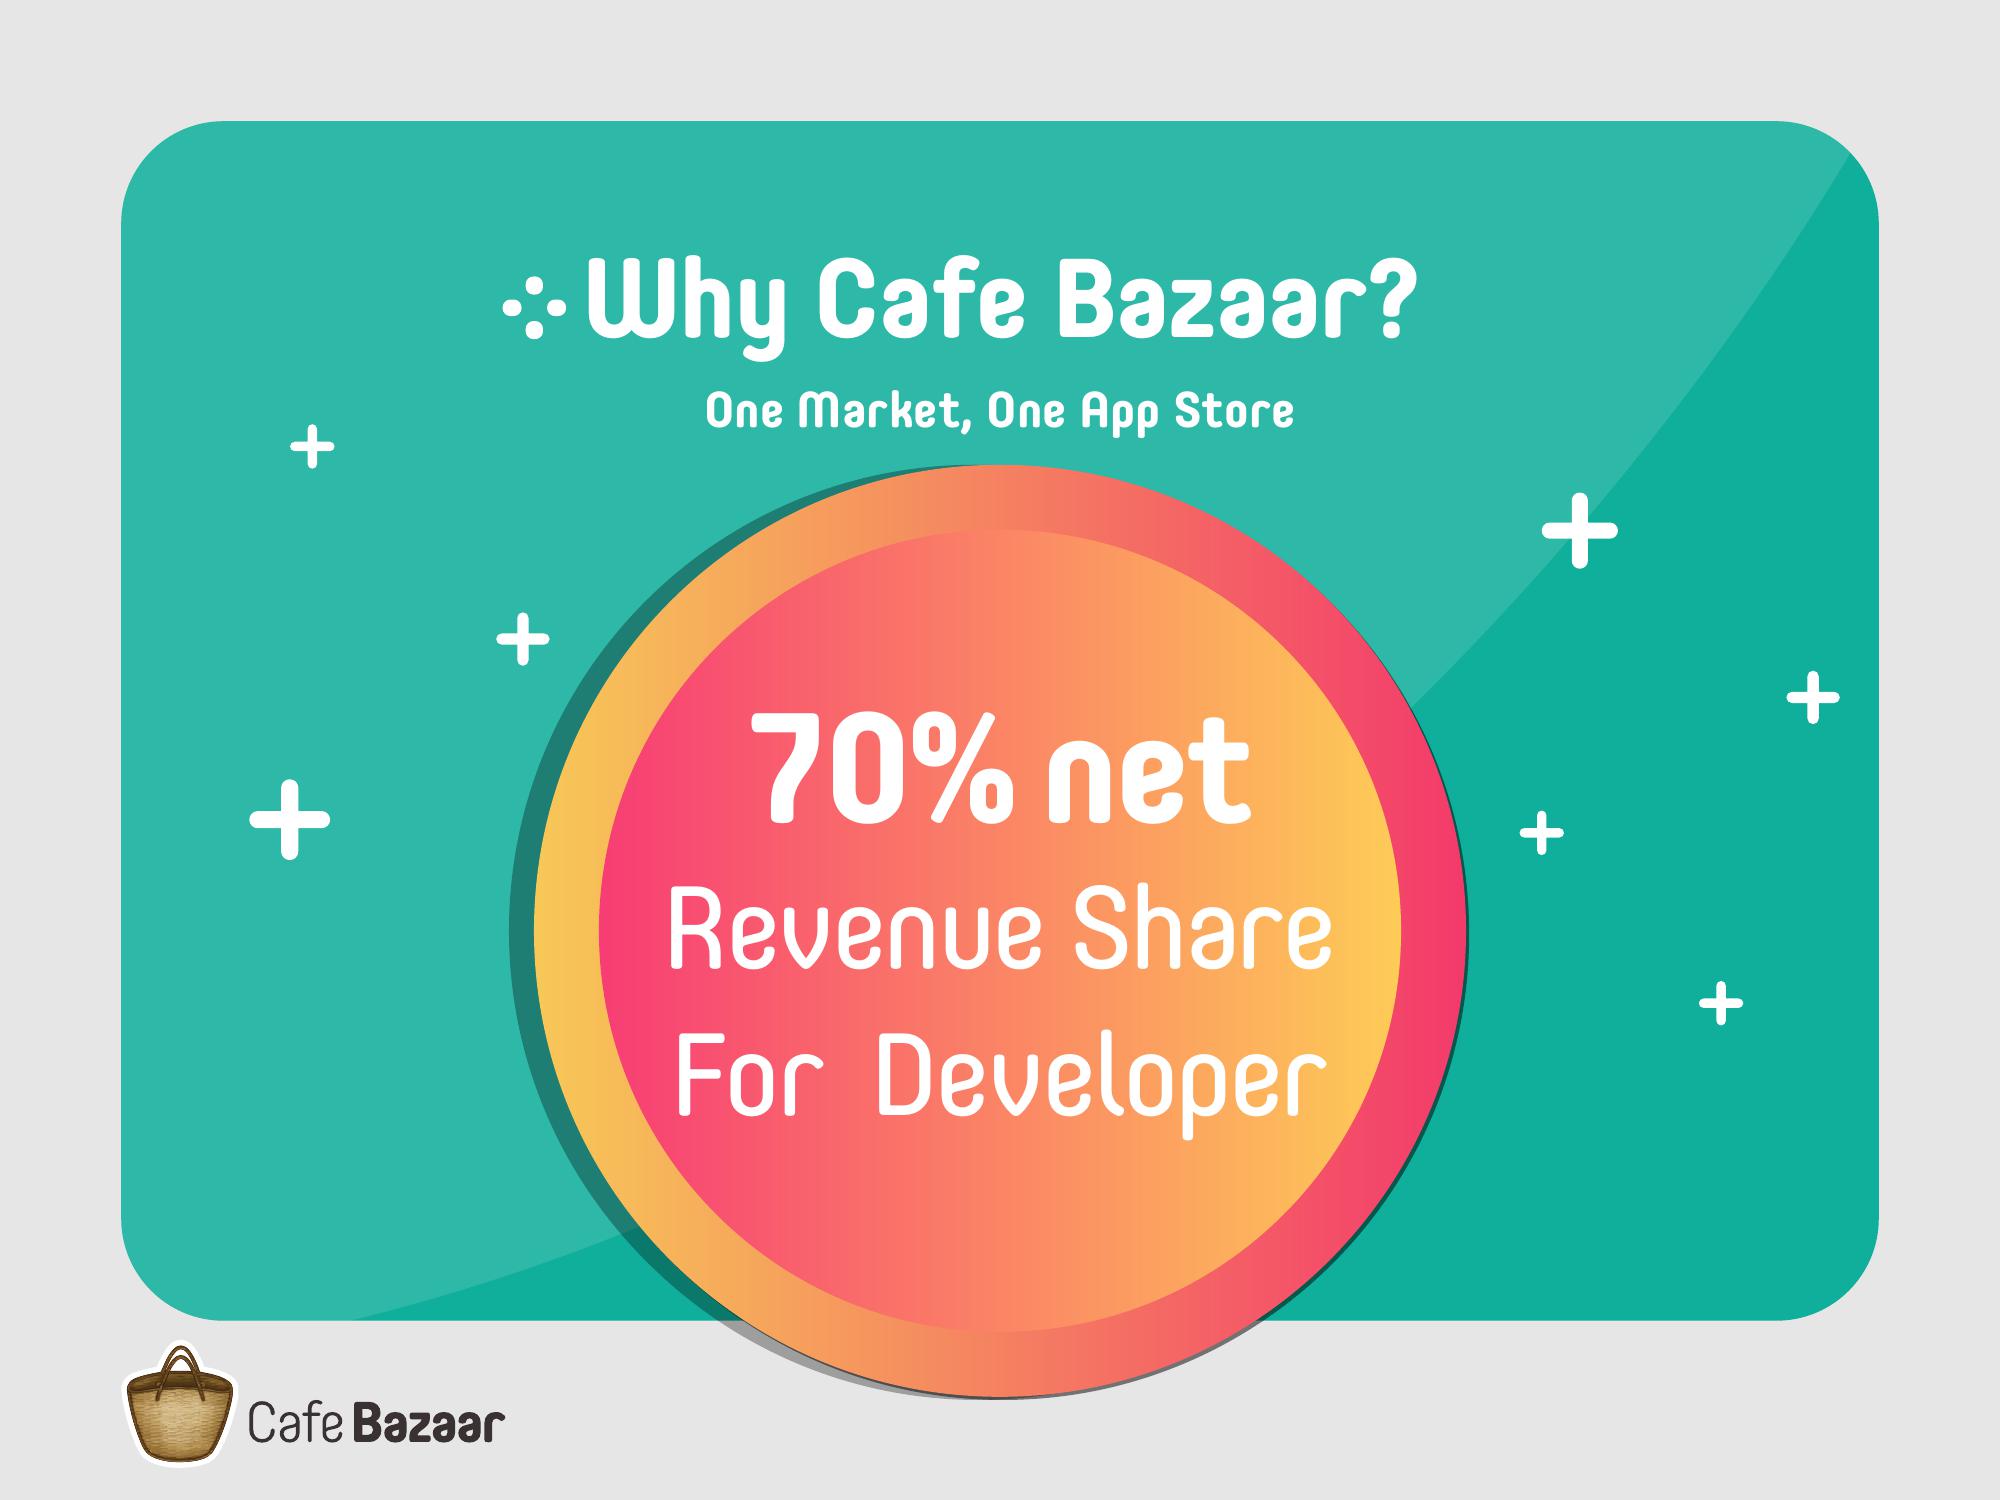 Why Cafe Bazaar?
One Market, One App Store
70% net
Revenue Share
For Developer
Cafe Bazaar